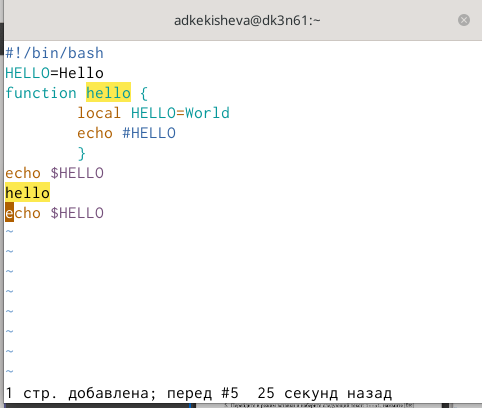 adkekisheva@dk3n61:~
#!/bin/bash
HELLO=Hello
function hello {
        local HELLO=World
        echo #HELLO
        }
echo $HELLO
hello
echo $HELLO
~
~
~
~
~
~
~
~
1 стр. добавлена; перед #5  25 секунд назад